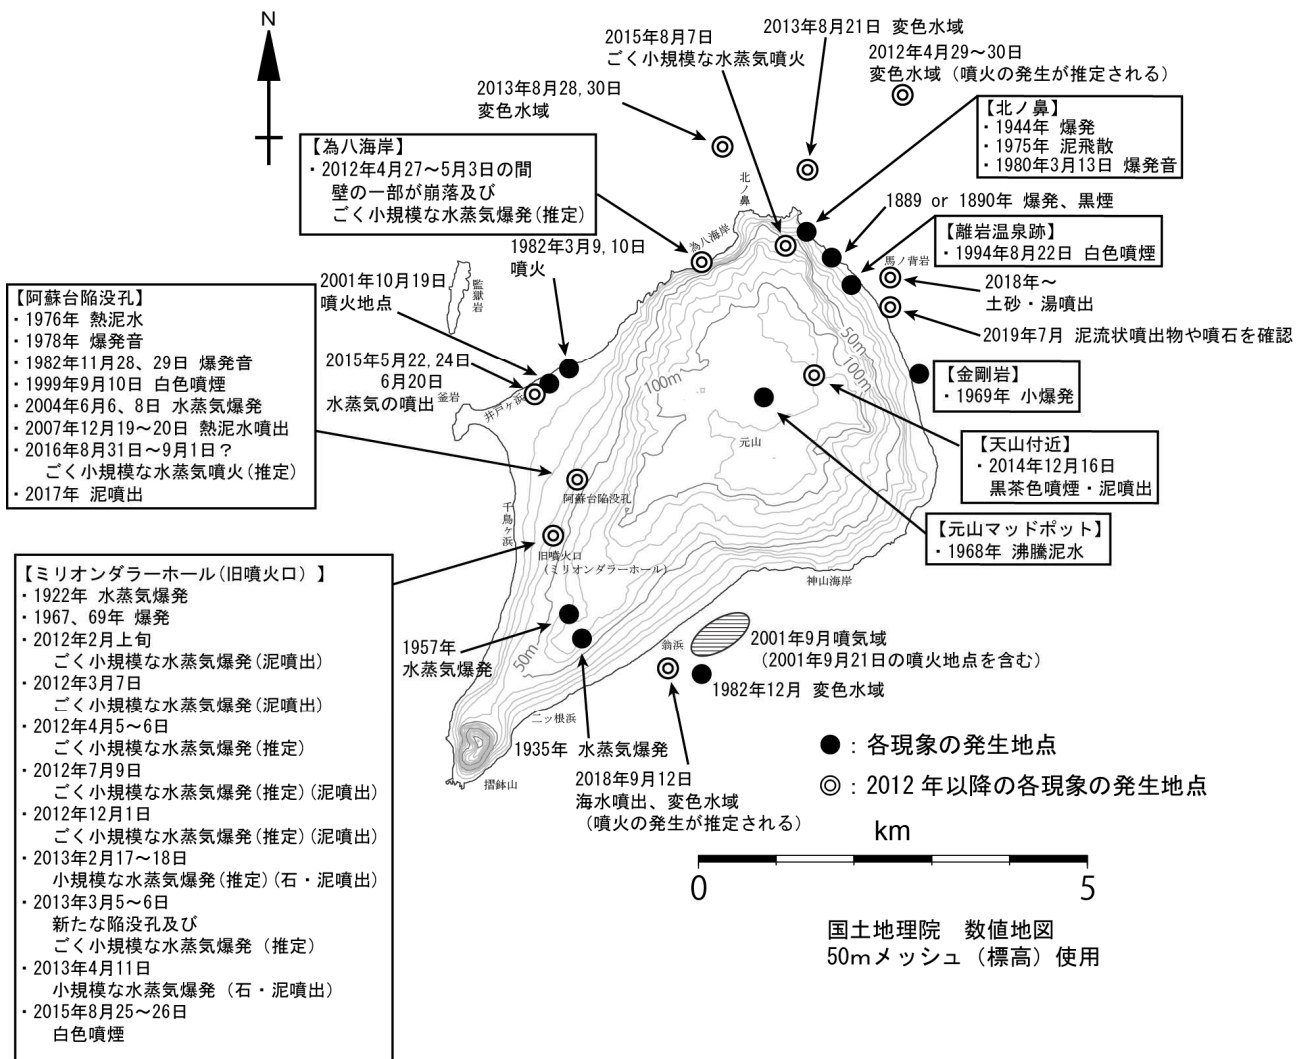 N
2013年8月21日 変色水域
2015年8月7日
ごく小規模な水蒸気噴火
2012年4月29～30日
変色水域（噴火の発生が推定される）
2013年8月28,30日
変色水域
【北ノ鼻】
・1944年 爆発
・1975年 泥飛散
・1980年3月13日 爆発音
【為八海岸】
・2012年4月27～5月3日の間
壁の一部が崩落及び
ごく小規模な水蒸気爆発(推定)
北ノ鼻
1889 or 1890年 爆発、黒煙
【離岩温泉跡】
・1994年8月22日 白色噴煙
為八海岸
馬ノ背岩
1982年3月9,10日
噴火
2018年～
土砂・湯噴出
2001年10月19日
噴火地点
監獄岩
2019年7月 泥流状噴出物や噴石を確認
【阿蘇台陥没孔】
・1976年 熱泥水
・1978年 爆発音
・1982年11月28、29日 爆発音
・1999年9月10日 白色噴煙
・2004年6月6、8日 水蒸気爆発
・2007年12月19～20日 熱泥水噴出
・2016年8月31日～9月1日？
ごく小規模な水蒸気噴火(推定)
・2017年 泥噴出
2015年5月22,24日
6月20日
水蒸気の噴出
釜岩
井戸ヶ浜
50m
100m
100m
【金剛岩】
・1969年 小爆発
元山
【天山付近】
・2014年12月16日
黒茶色噴煙・泥噴出
阿蘇台陥没孔
千鳥ヶ浜
【元山マッドポット】
・1968年 沸騰泥水
旧噴火口
(ミリオンダラーホール)
神山海岸
【ミリオンダラーホール(旧噴火口）】
・1922年 水蒸気爆発
・1967、69年 爆発
・2012年2月上旬
ごく小規模な水蒸気爆発(泥噴出)
・2012年3月7日
ごく小規模な水蒸気爆発(泥噴出)
・2012年4月5～6日
ごく小規模な水蒸気爆発(推定)
・2012年7月9日
ごく小規模な水蒸気爆発(推定)(泥噴出)
・2012年12月1日
ごく小規模な水蒸気爆発(推定)(泥噴出)
・2013年2月17～18日
小規模な水蒸気爆発(推定)(石・泥噴出)
・2013年3月5～6日
新たな陥没孔及び
ごく小規模な水蒸気爆発（推定）
・2013年4月11日
小規模な水蒸気爆発（石・泥噴出）
・2015年8月25～26日
白色噴煙
1957年
水蒸気爆発
50m
翁浜
2001年9月噴気域
（2001年9月21日の噴火地点を含む）
1982年12月 変色水域
二ッ根浜
1935年 水蒸気爆発
摺鉢山
2018年9月12日
海水噴出、変色水域
（噴火の発生が推定される）
●：各現象の発生地点
◎：2012年以降の各現象の発生地点
km
0 5
国土地理院 数値地図
50mメッシュ（標高）使用